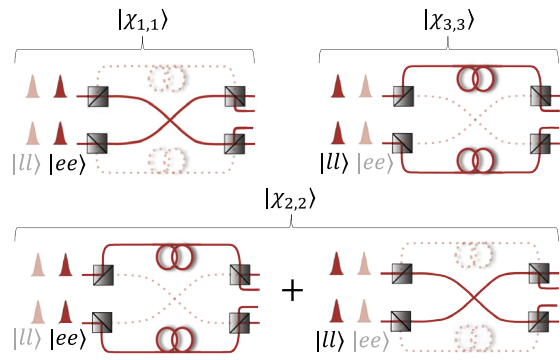 |χ₁,₁⟩ |χ₃,₃⟩
|ll⟩ |ee⟩ |ll⟩ |ee⟩
|χ₂,₂⟩
+
|ll⟩ |ee⟩ |ll⟩ |ee⟩